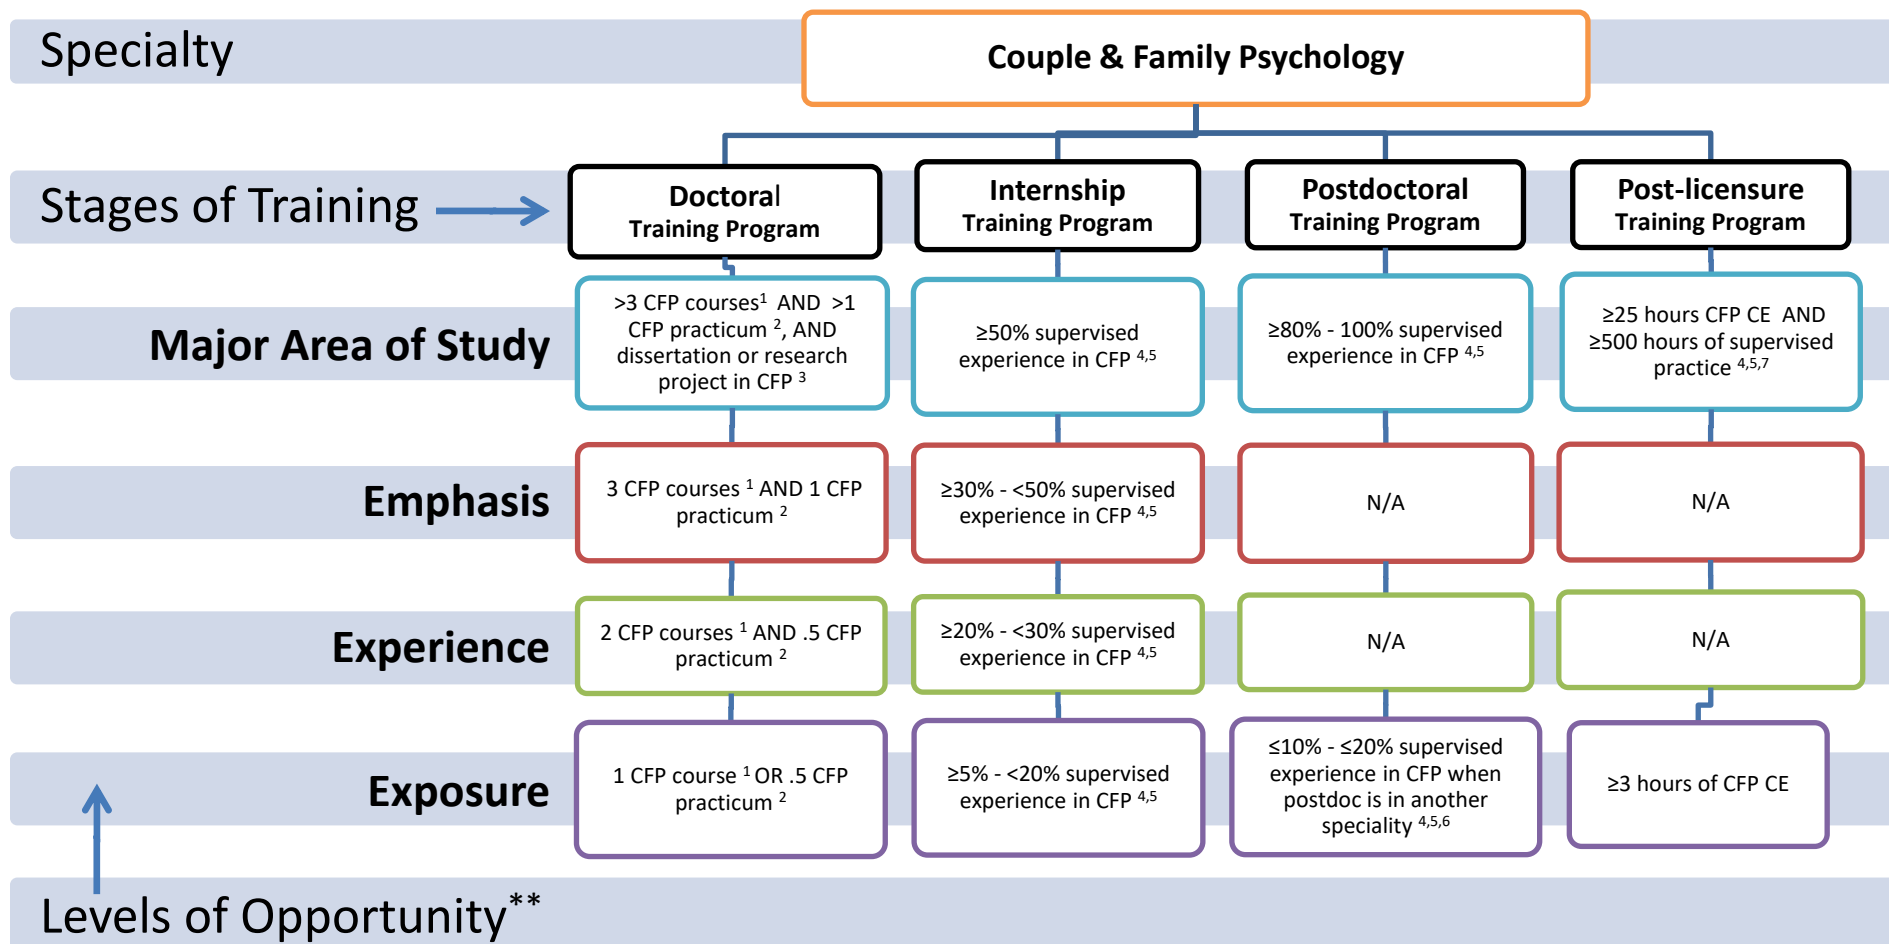 Specialty
Couple & Family Psychology
Stages of Training
Doctoral
Training Program
Internship
Training Program
Postdoctoral
Training Program
Post-licensure
Training Program
Major Area of Study
>3 CFP courses¹ AND >1
CFP practicum ², AND
dissertation or research
project in CFP ³
≥50% supervised
experience in CFP ⁴,⁵
≥80% - 100% supervised
experience in CFP ⁴,⁵
≥25 hours CFP CE AND
≥500 hours of supervised
practice ⁴,⁵,⁷
Emphasis
3 CFP courses ¹ AND 1 CFP
practicum ²
≥30% - <50% supervised
experience in CFP ⁴,⁵
N/A
N/A
Experience
2 CFP courses ¹ AND .5 CFP
practicum ²
≥20% - <30% supervised
experience in CFP ⁴,⁵
N/A
N/A
Exposure
1 CFP course ¹ OR .5 CFP
practicum ²
≥5% - <20% supervised
experience in CFP ⁴,⁵
≤10% - ≤20% supervised
experience in CFP when
postdoc is in another
speciality ⁴,⁵,⁶
≥3 hours of CFP CE
Levels of Opportunity**